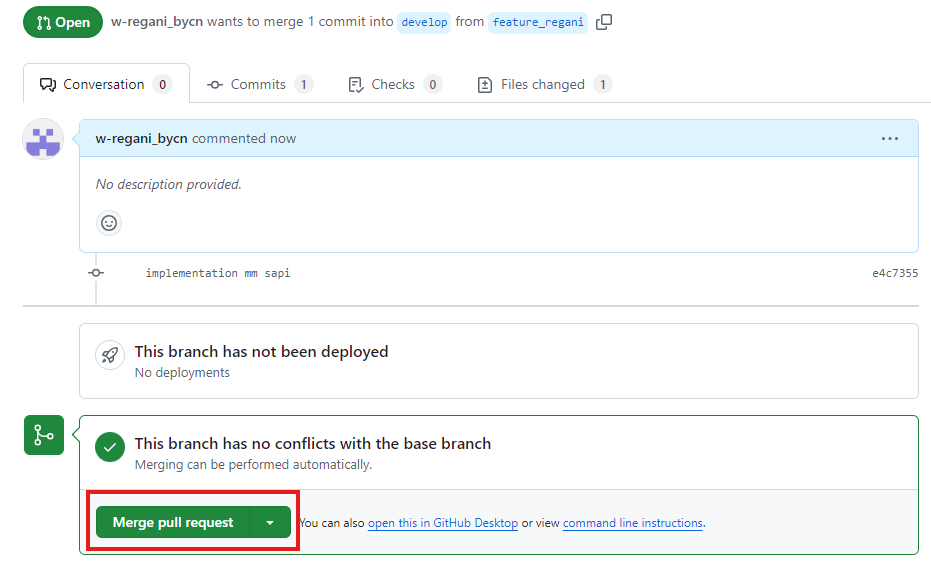 Open w-regani_bycn wants to merge 1 commit into develop from feature_regani
Conversation 0 Commits 1 Checks 0 Files changed 1
w-regani_bycn commented now
No description provided.
implementation mm sapi e4c7355
This branch has not been deployed
No deployments
This branch has no conflicts with the base branch
Merging can be performed automatically.
Merge pull request You can also open this in GitHub Desktop or view command line instructions.